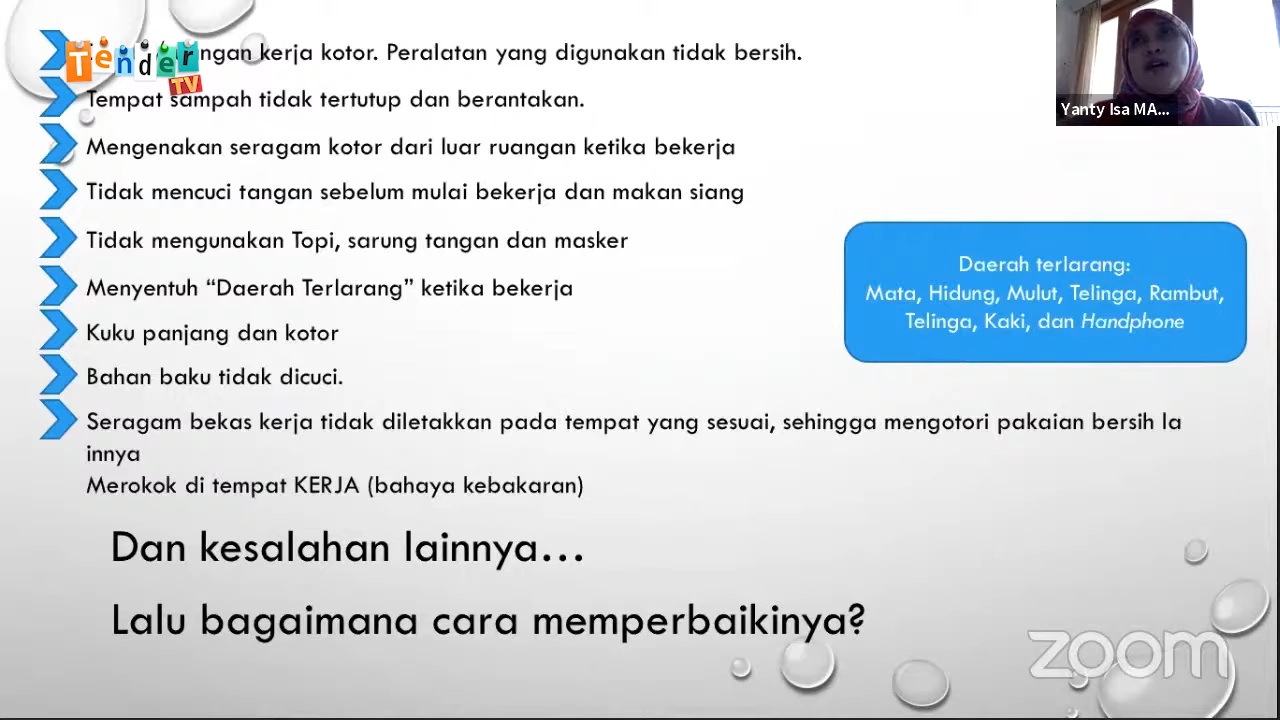 Tender
TV
kerja kotor. Peralatan yang digunakan tidak bersih.
Tempat sampah tidak tertutup dan berantakan.
Mengenakan seragam kotor dari luar ruangan ketika bekerja
Tidak mencuci tangan sebelum mulai bekerja dan makan siang
Tidak mengunakan Topi, sarung tangan dan masker
Menyentuh “Daerah Terlarang” ketika bekerja
Kuku panjang dan kotor
Bahan baku tidak dicuci.
Seragam bekas kerja tidak diletakkan pada tempat yang sesuai, sehingga mengotori pakaian bersih la
innya
Merokok di tempat KERJA (bahaya kebakaran)
Dan kesalahan lainnya...
Lalu bagaimana cara memperbaikinya?
Daerah terlarang:
Mata, Hidung, Mulut, Telinga, Rambut,
Telinga, Kaki, dan Handphone
Yanty Isa MA...
zoom